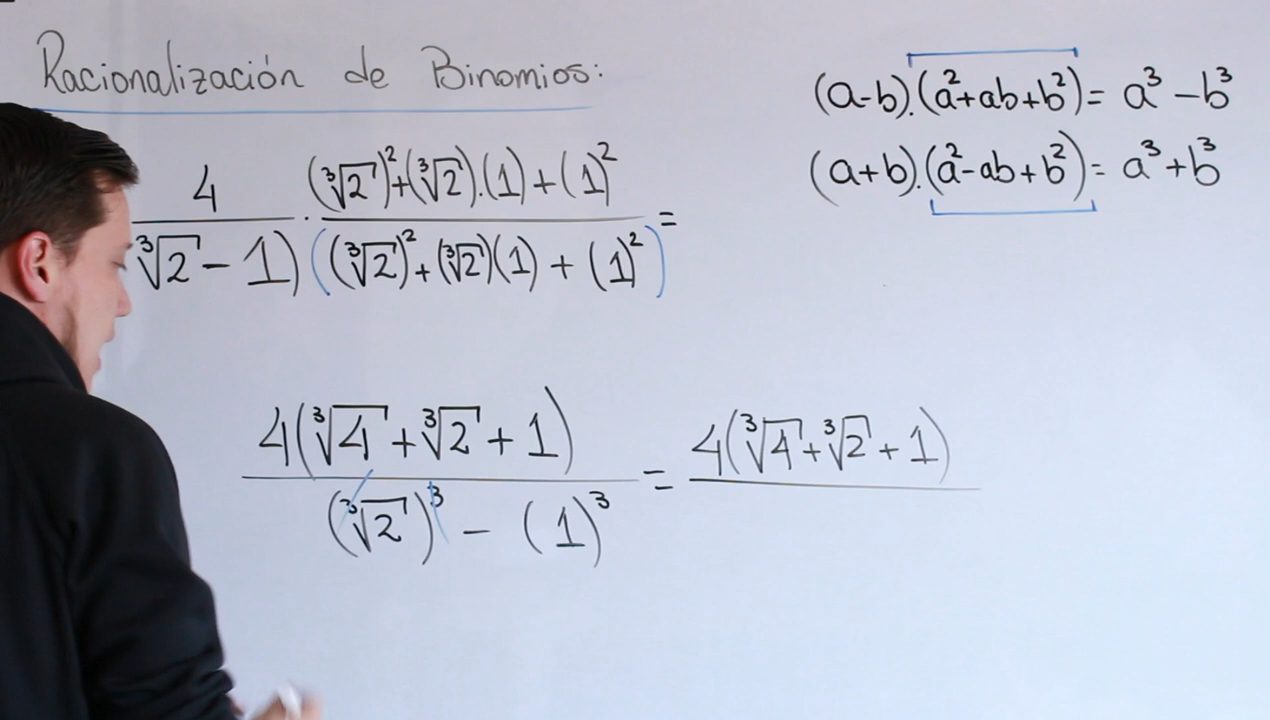 Racionalización de Binomios:
(a-b).(a²+ab+b²)= a³-b³
(a+b).(a²-ab+b²)= a³+b³
4/(∛2 - 1) · ((∛2)²+(∛2).(1)+(1)²)/((∛2)²+(∛2)(1)+(1)²) =
4(∛4+∛2+1)/((∛2)³-(1)³) = 4(∛4+∛2+1)